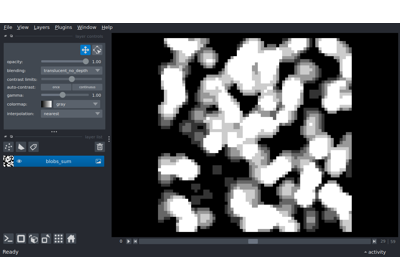 File View Layers Plugins Window Help
opacity: 1.00
blending: translucent_no_depth
contrast limits:
auto-contrast: once continuous
gamma: 1.00
colormap: gray
interpolation: nearest
blobs_sum
Ready
activity